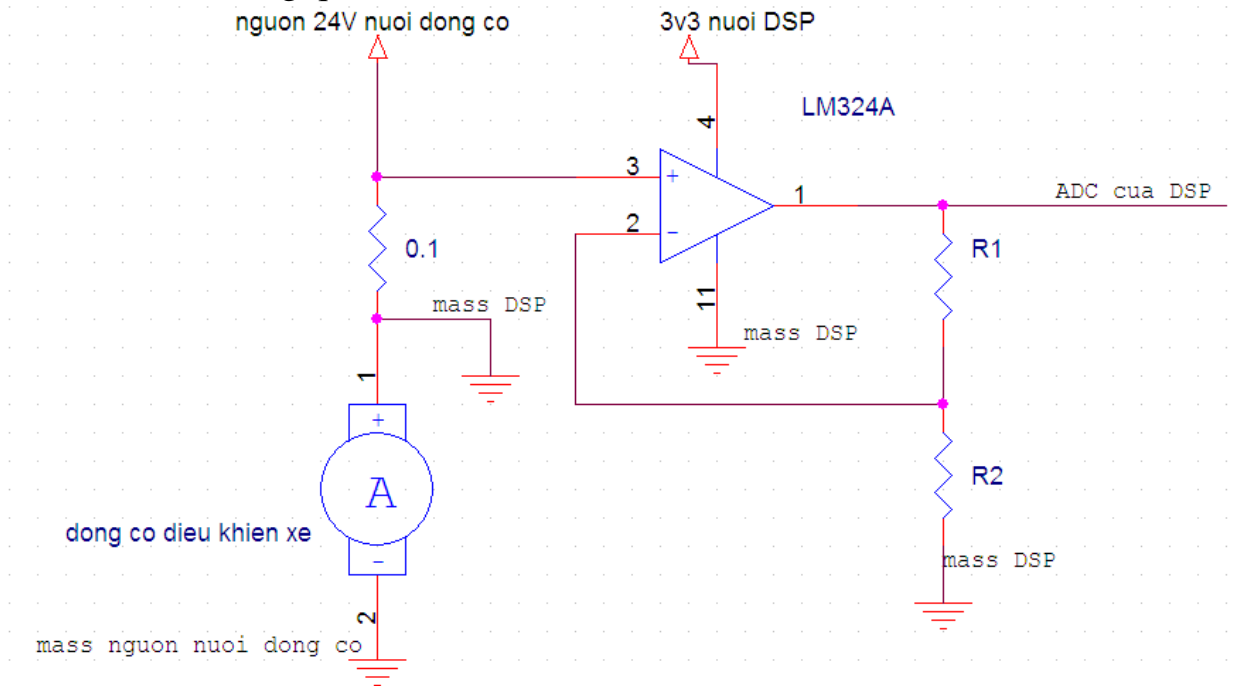 nguon 24V nuoi dong co
3v3 nuoi DSP
LM324A
4
3
+
1
ADC cua DSP
2
-
0.1
R1
11
mass DSP
mass DSP
1
+
A
R2
dong co dieu khien xe
-
mass DSP
2
mass nguon nuoi dong co